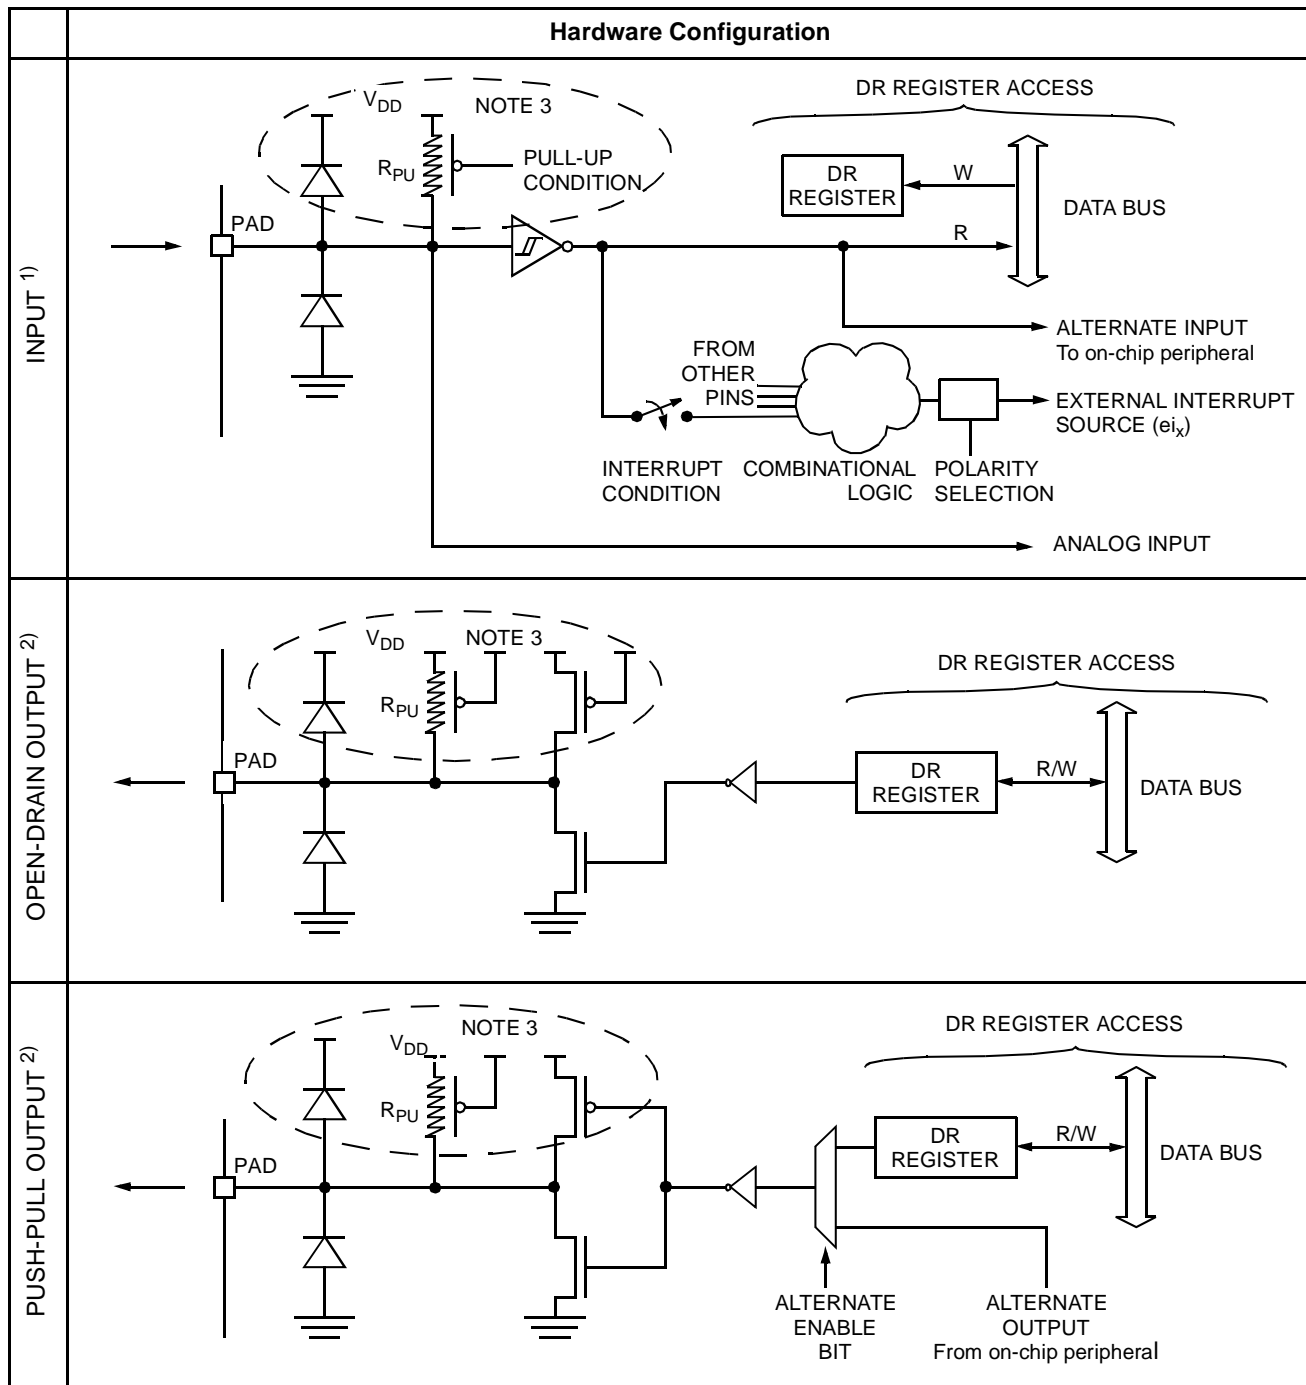 Hardware Configuration
INPUT 1)
VDD
NOTE 3
RPU
PULL-UP
CONDITION
PAD
DR REGISTER ACCESS
DR
REGISTER
W
R
DATA BUS
ALTERNATE INPUT
To on-chip peripheral
FROM
OTHER
PINS
EXTERNAL INTERRUPT
SOURCE (eix)
INTERRUPT
CONDITION
COMBINATIONAL
LOGIC
POLARITY
SELECTION
ANALOG INPUT
OPEN-DRAIN OUTPUT 2)
VDD
NOTE 3
RPU
PAD
DR REGISTER ACCESS
DR
REGISTER
R/W
DATA BUS
PUSH-PULL OUTPUT 2)
NOTE 3
VDD
RPU
PAD
DR REGISTER ACCESS
DR
REGISTER
R/W
DATA BUS
ALTERNATE
ENABLE
BIT
ALTERNATE
OUTPUT
From on-chip peripheral